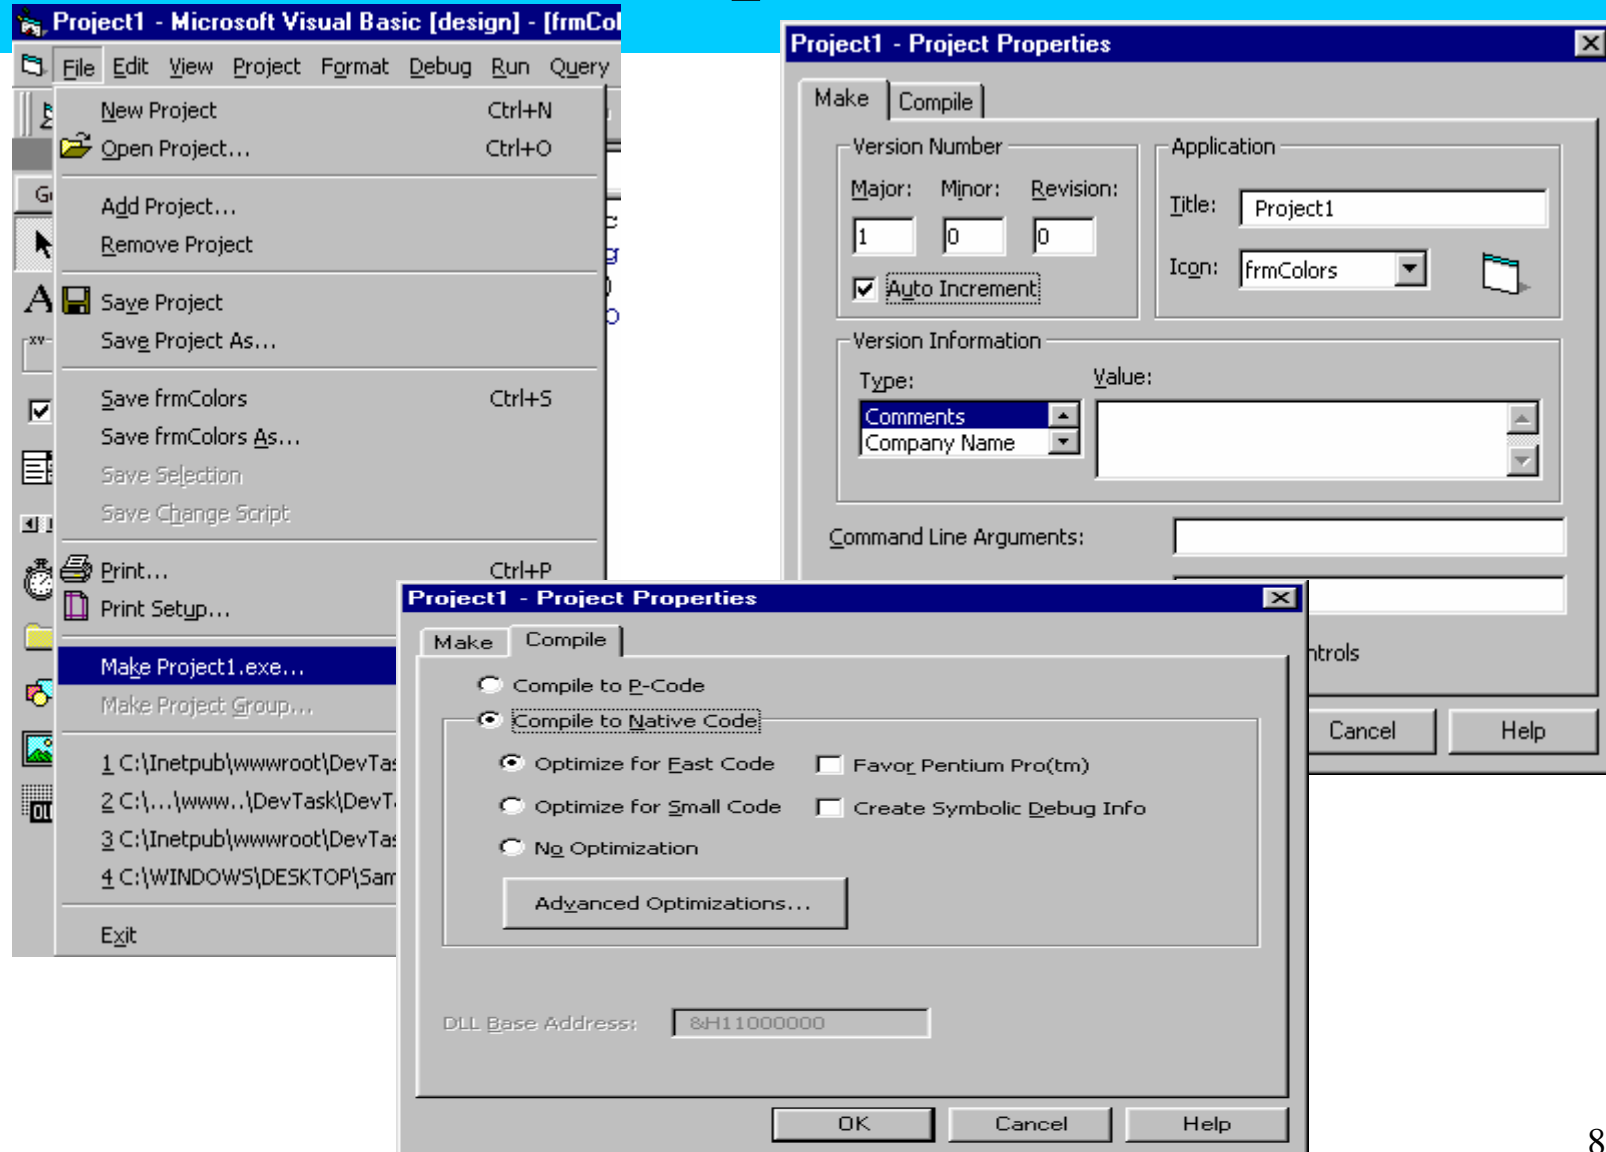 Project1 - Microsoft Visual Basic [design] - [frmCol
File Edit View Project Format Debug Run Query
New Project Ctrl+N
Open Project... Ctrl+O
Add Project...
Remove Project
Save Project
Save Project As...
Save frmColors Ctrl+S
Save frmColors As...
Save Selection
Save Change Script
Print... Ctrl+P
Print Setup...
Make Project1.exe...
Make Project Group...
1 C:\Inetpub\wwwroot\DevTas
2 C:\...\www..\DevTask\DevT
3 C:\Inetpub\wwwroot\DevTas
4 C:\WINDOWS\DESKTOP\Sam
Exit
A
Project1 - Project Properties
Make Compile
Version Number
Major: Minor: Revision:
1 0 0
Auto Increment
Application
Title: Project1
Icon: frmColors
Version Information
Type: Value:
Comments
Company Name
Command Line Arguments:
ntrols
Cancel Help
Project1 - Project Properties
Make Compile
Compile to P-Code
Compile to Native Code
Optimize for Fast Code
Favor Pentium Pro(tm)
Optimize for Small Code
Create Symbolic Debug Info
No Optimization
Advanced Optimizations...
DLL Base Address: &H11000000
OK Cancel Help
8